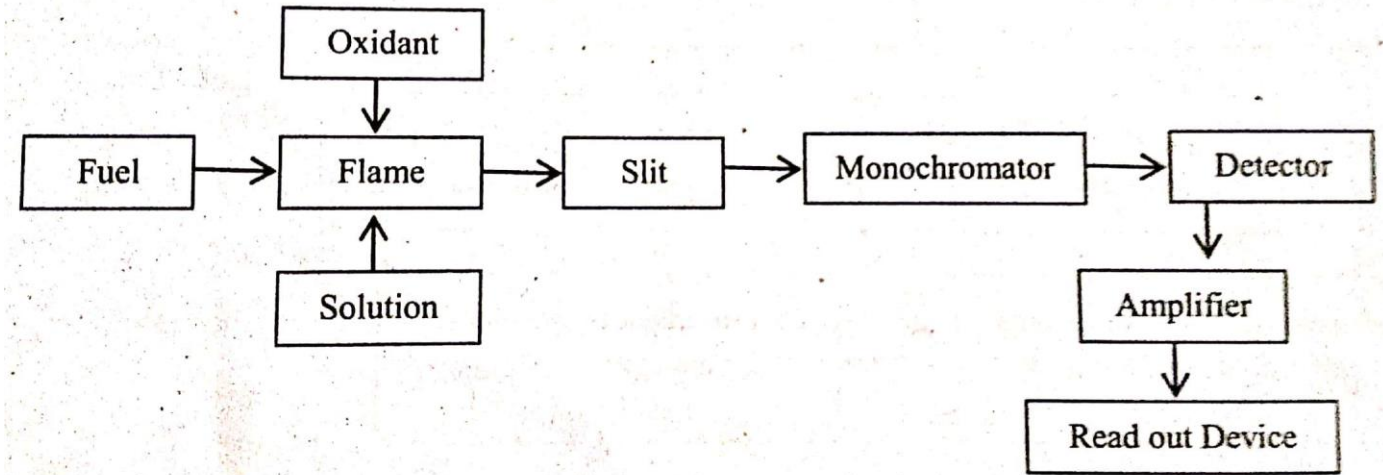 Oxidant
Fuel
Flame
Slit
Monochromator
Detector
Solution
Amplifier
Read out Device